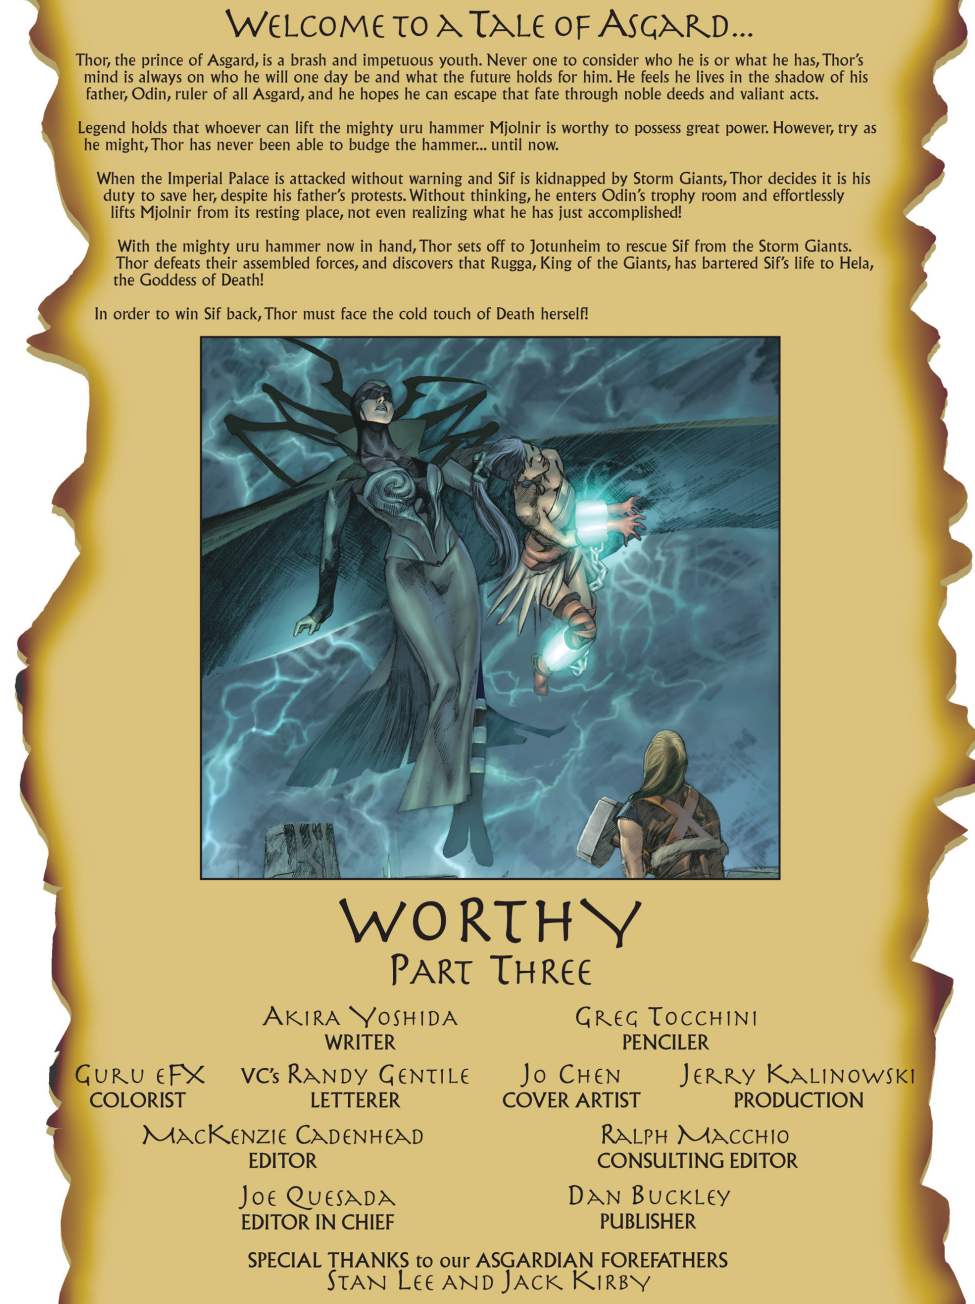 WELCOME TO A TALE OF ASGARD...
Thor, the prince of Asgard, is a brash and impetuous youth. Never one to consider who he is or what he has, Thor's
mind is always on who he will one day be and what the future holds for him. He feels he lives in the shadow of his
father, Odin, ruler of all Asgard, and he hopes he can escape that fate through noble deeds and valiant acts.
Legend holds that whoever can lift the mighty uru hammer Mjolnir is worthy to possess great power. However, try as
he might, Thor has never been able to budge the hammer... until now.
When the Imperial Palace is attacked without warning and Sif is kidnapped by Storm Giants, Thor decides it is his
duty to save her, despite his father's protests. Without thinking, he enters Odin's trophy room and effortlessly
lifts Mjolnir from its resting place, not even realizing what he has just accomplished!
With the mighty uru hammer now in hand, Thor sets off to Jotunheim to rescue Sif from the Storm Giants.
Thor defeats their assembled forces, and discovers that Rugga, King of the Giants, has bartered Sif's life to Hela,
the Goddess of Death!
In order to win Sif back, Thor must face the cold touch of Death herself!
WORTHY
PART THREE
AKIRA YOSHIDA GREG TOCCHINI
WRITER PENCILER
GURU eFX VC's RANDY GENTILE JO CHEN JERRY KALINOWSKI
COLORIST LETTERER COVER ARTIST PRODUCTION
MACKENZIE CADENHEAD RALPH MACCHIO
EDITOR CONSULTING EDITOR
JOE QUESADA DAN BUCKLEY
EDITOR IN CHIEF PUBLISHER
SPECIAL THANKS to our ASGARDIAN FOREFATHERS
STAN LEE AND JACK KIRBY